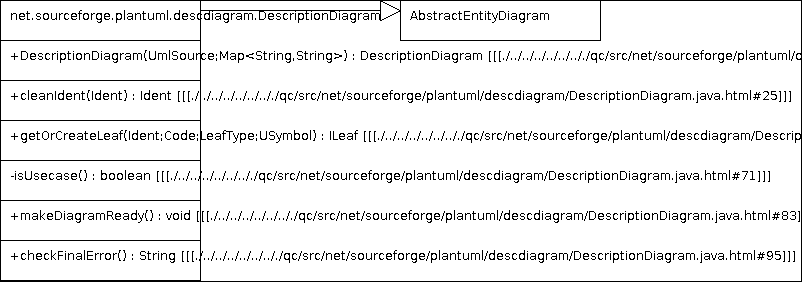 net.sourceforge.plantuml.descdiagram.DescriptionDiagram
AbstractEntityDiagram
+DescriptionDiagram(UmlSource;Map<String,String>) : DescriptionDiagram [[[./../../../../../../../qc/src/net/sourceforge/plantuml/d
+cleanIdent(Ident) : Ident [[[./../../../../../../../qc/src/net/sourceforge/plantuml/descdiagram/DescriptionDiagram.java.html#25]]]
+getOrCreateLeaf(Ident;Code;LeafType;USymbol) : ILeaf [[[./../../../../../../../qc/src/net/sourceforge/plantuml/descdiagram/Descrip
-isUsecase() : boolean [[[./../../../../../../../qc/src/net/sourceforge/plantuml/descdiagram/DescriptionDiagram.java.html#71]]]
+makeDiagramReady() : void [[[./../../../../../../../qc/src/net/sourceforge/plantuml/descdiagram/DescriptionDiagram.java.html#83]
+checkFinalError() : String [[[./../../../../../../../qc/src/net/sourceforge/plantuml/descdiagram/DescriptionDiagram.java.html#95]]]